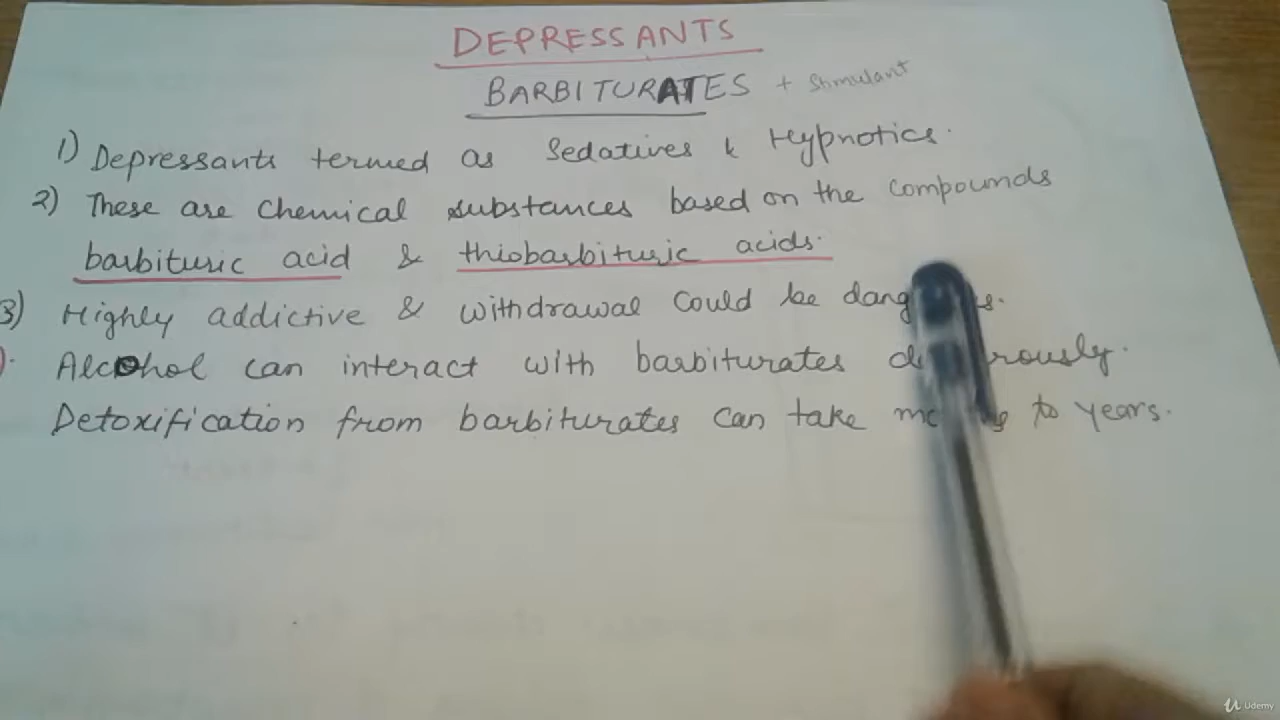 DEPRESSANTS
BARBITURATES + Stimulant
1) Depressants termed as Sedatives & Hypnotics.
2) These are chemical substances based on the compounds
barbituric acid & thiobarbituric acids.
3) Highly addictive & withdrawal could be
Alcohol can interact with barbiturates
Detoxification from barbiturates can take to years.
Udemy